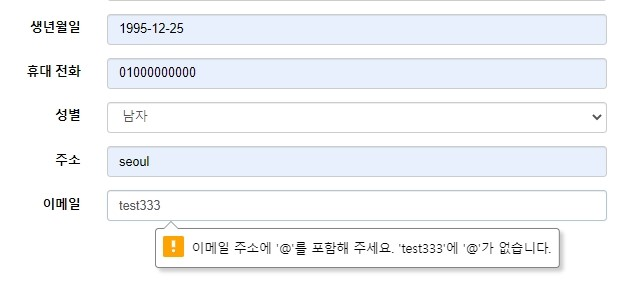 생년월일 1995-12-25
휴대 전화 01000000000
성별 남자
주소 seoul
이메일 test333
이메일 주소에 '@'를 포함해 주세요. 'test333'에 '@'가 없습니다.